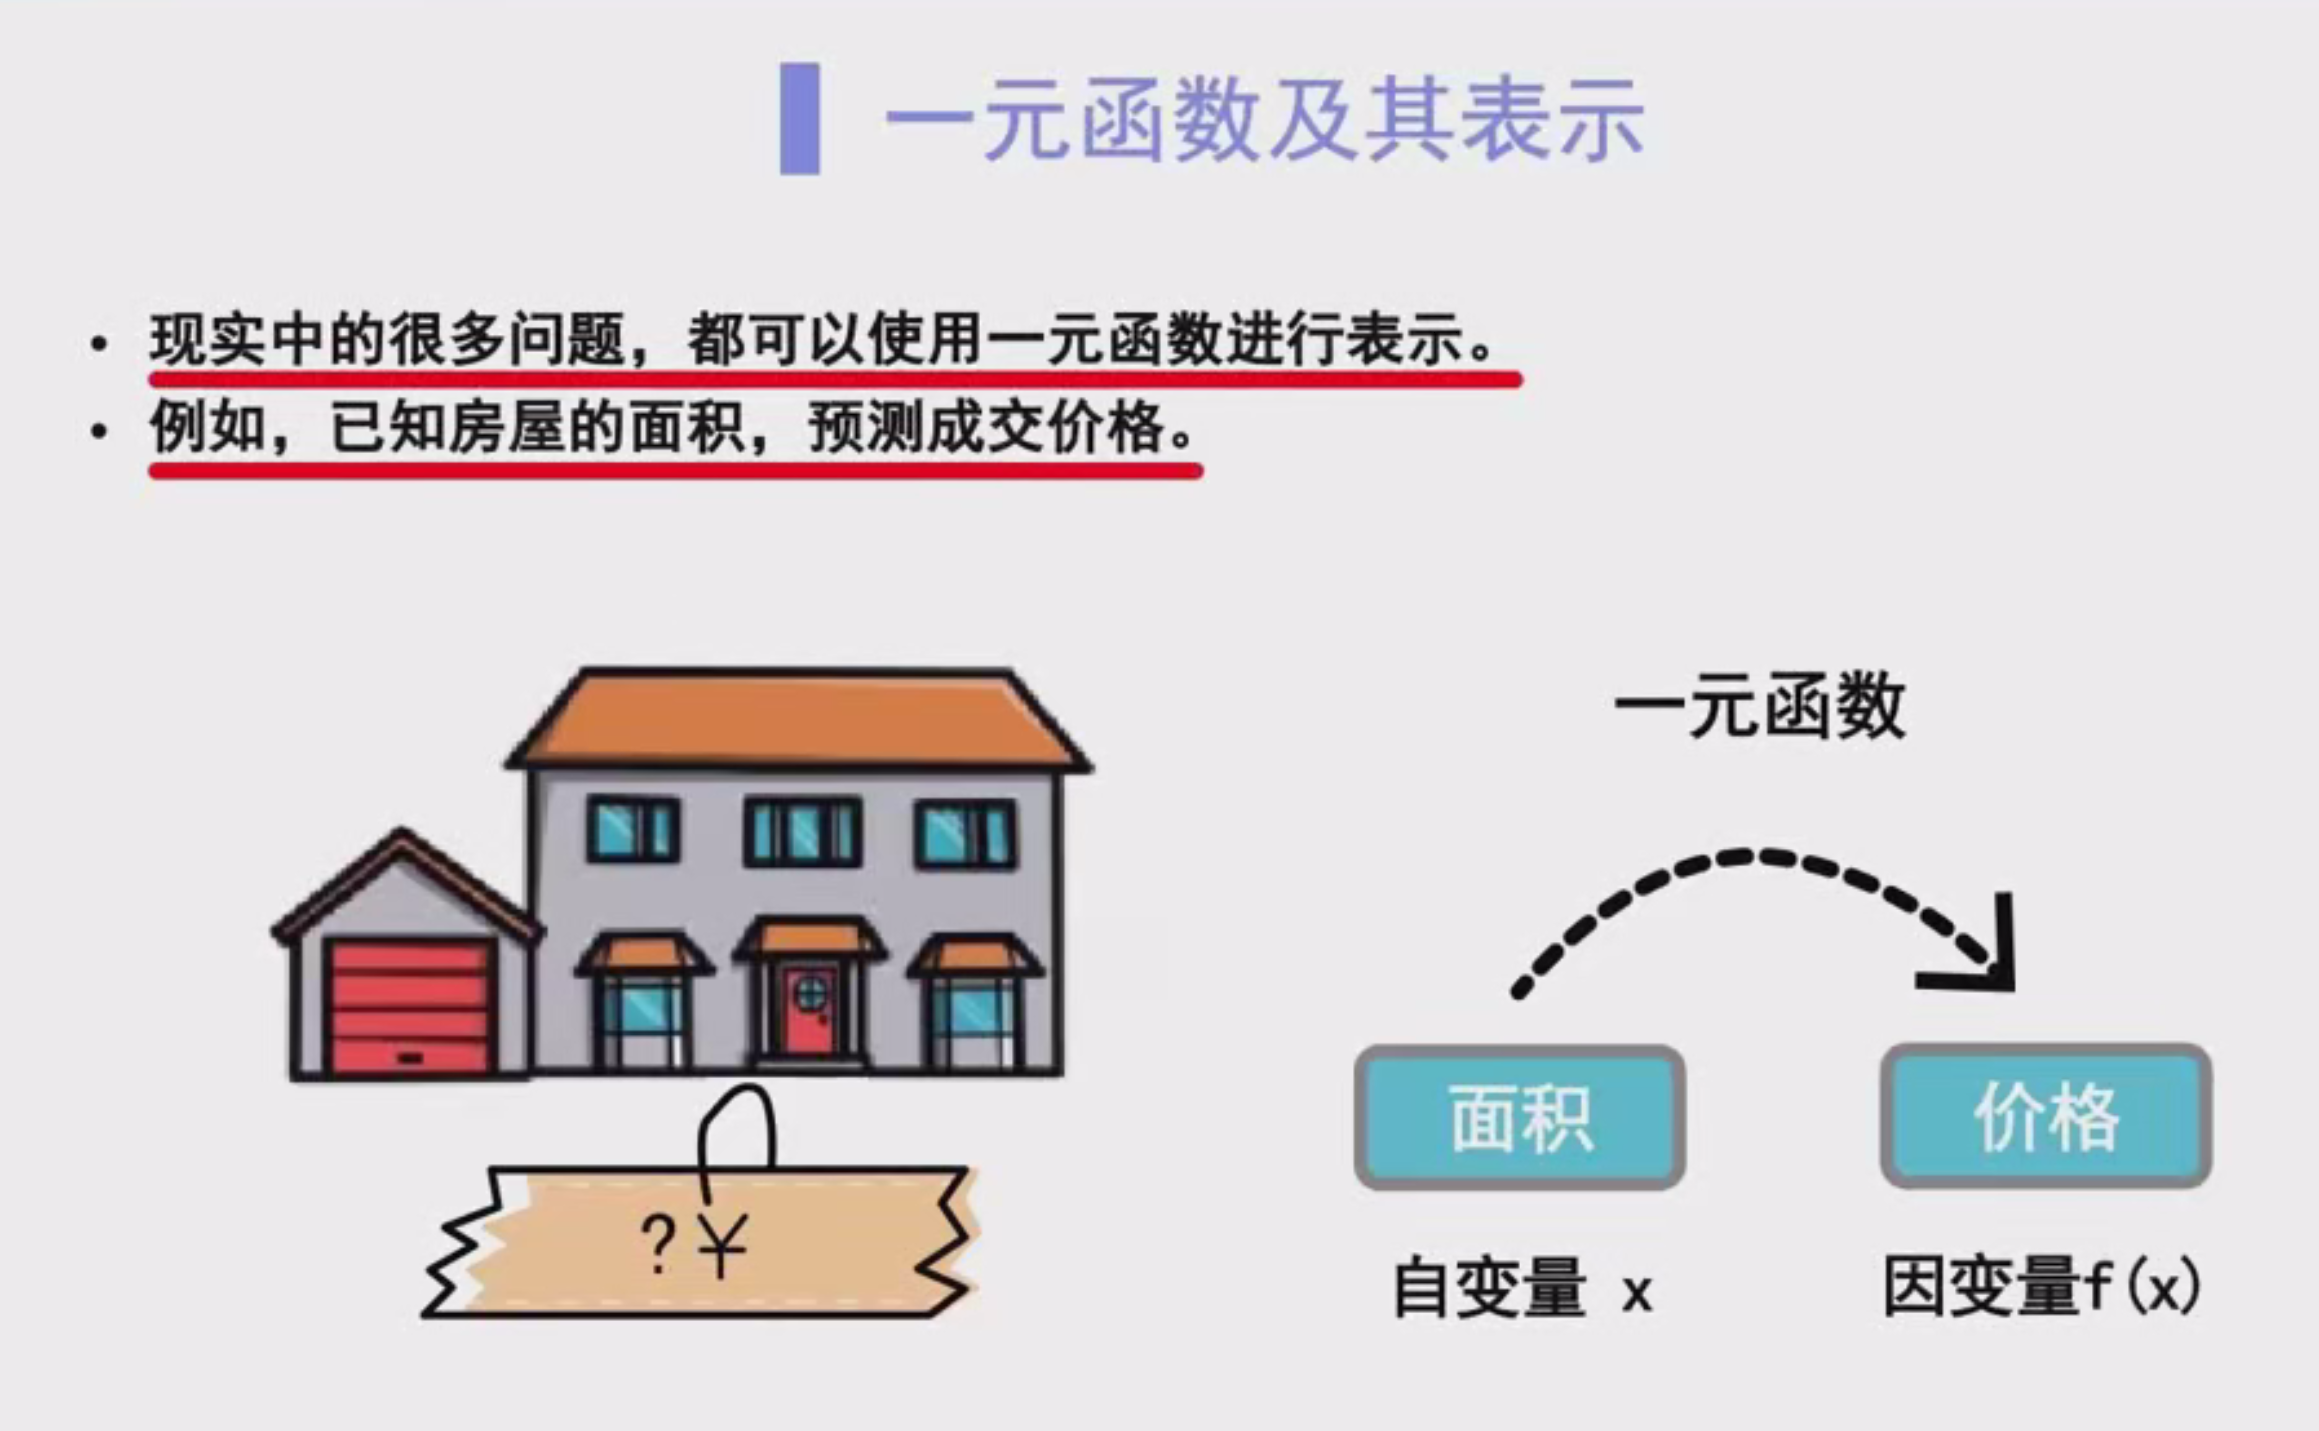 一元函数及其表示
• 现实中的很多问题，都可以使用一元函数进行表示。
• 例如，已知房屋的面积，预测成交价格。
一元函数
面积
价格
?¥
自变量 x
因变量f(x)